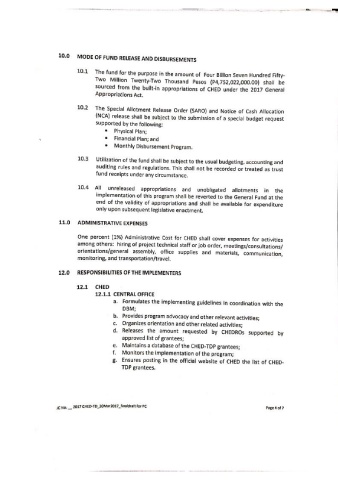 10.0 MODE OF FUND RELEASE AND DISBURSEMENTS
10.1 The fund for the purpose in the amount of Four Billion Seven Hundred Fifty-
Two Million Twenty-Two Thousand Pesos (P4,752,022,000.00) shall be
sourced from the built-in appropriations of CHED under the 2017 General
Appropriations Act.
10.2 The Special Allotment Release Order (SARO) and Notice of Cash Allocation
(NCA) release shall be subject to the submission of a special budget request
supported by the following:
• Physical Plan;
• Financial Plan; and
• Monthly Disbursement Program.
10.3 Utilization of the fund shall be subject to the usual budgeting, accounting and
auditing rules and regulations. This shall not be recorded or treated as trust
fund receipts under any circumstance.
10.4 All unreleased appropriations and unobligated allotments in the
implementation of this program shall be reverted to the General Fund at the
end of the validity of appropriations and shall be available for expenditure
only upon subsequent legislative enactment.
11.0 ADMINISTRATIVE EXPENSES
One percent (1%) Administrative Cost for CHED shall cover expenses for activities
among others: hiring of project technical staff or job order, meetings/consultations/
orientations/general assembly, office supplies and materials, communication,
monitoring, and transportation/travel.
12.0 RESPONSIBILITIES OF THE IMPLEMENTERS
12.1 CHED
12.1.1 CENTRAL OFFICE
a. Formulates the implementing guidelines in coordination with the
DBM;
b. Provides program advocacy and other relevant activities;
c. Organizes orientation and other related activities;
d. Releases the amount requested by CHEDROs supported by
approved list of grantees;
e. Maintains a database of the CHED-TDP grantees;
f. Monitors the implementation of the program;
g. Ensures posting in the official website of CHED the list of CHED-
TDP grantees.
Page 4 of 7